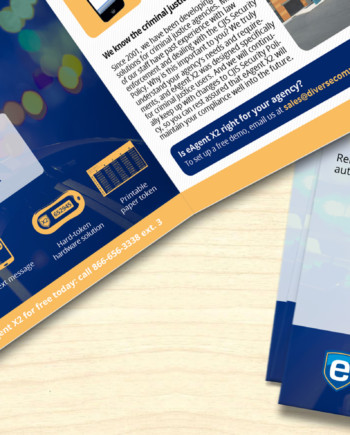 We know the criminal justic
Since 2001, we have been developing
solutions for criminal justice agencies.
of our staff have past experience with law
enforcement and dealing with the CJIS Security
Policy. Why is this important to you? We truly
understand your agency's needs and require-
ments, and eAgent X2 was designed specifically
for criminal justice users. And we will continu-
ally keep up with changes to CJIS Security Poli-
cy, so you can rest assured that eAgent X2 will
maintain your compliance well into the future.
Is eAgent X2 right for your agency?
To set up a free demo, email us at sales@diversecom
Printable
paper token
Hard-token
hardware solution
ext message
ent X2 for free today: call 866-656-3338 ext. 3
Re
aut
e